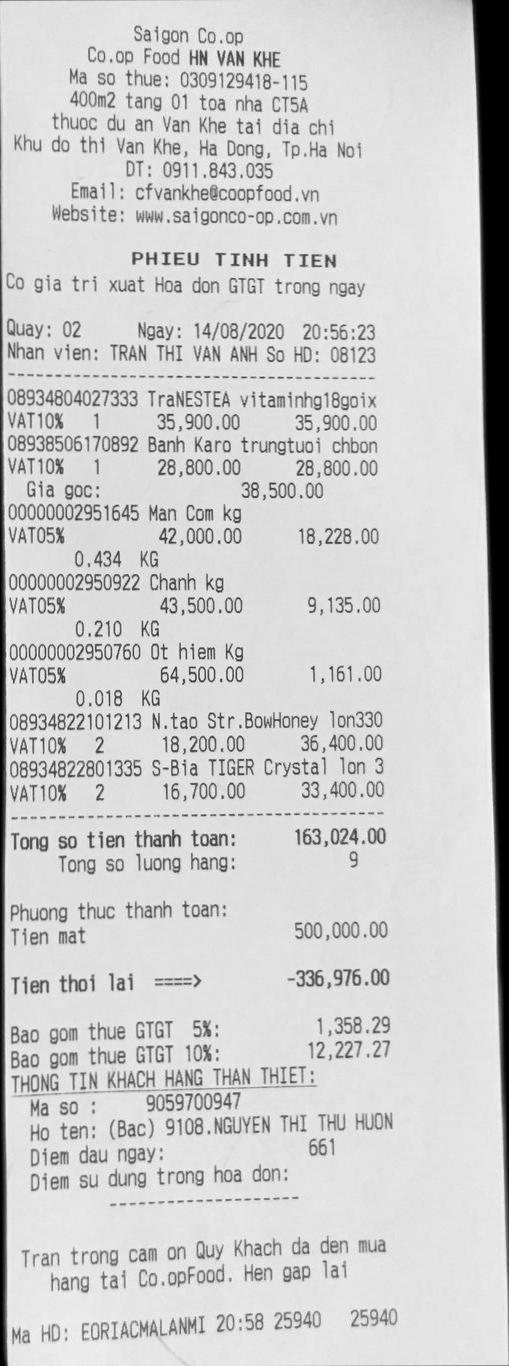 Saigon Co.op
Co.op Food HN VAN KHE
Ma so thue: 0309129418-115
400m2 tang 01 toa nha CT5A
thuoc du an Van Khe tai dia chi
Khu do thi Van Khe, Ha Dong, Tp.Ha Noi
DT: 0911.843.035
Email: cfvankhe@coopfood.vn
Website: www.saigonco-op.com.vn
PHIEU TINH TIEN
Co gia tri xuat Hoa don GTGT trong ngay
Quay: 02 Ngay: 14/08/2020 20:56:23
Nhan vien: TRAN THI VAN ANH So HD: 08123
08934804027333 TraNESTEA vitaminhg18goix
VAT10% 1 35,900.00 35,900.00
08938506170892 Banh Karo trungtuoi chbon
VAT10% 1 28,800.00 28,800.00
Gia goc: 38,500.00
00000002951645 Man Com kg
VAT05% 42,000.00 18,228.00
0.434 KG
00000002950922 Chanh kg
VAT05% 43,500.00 9,135.00
0.210 KG
00000002950760 Ot hiem Kg
VAT05% 64,500.00 1,161.00
0.018 KG
08934822101213 N.tao Str.BowHoney lon330
VAT10% 2 18,200.00 36,400.00
08934822801335 S-Bia TIGER Crystal lon 3
VAT10% 2 16,700.00 33,400.00
Tong so tien thanh toan: 163,024.00
Tong so luong hang: 9
Phuong thuc thanh toan:
Tien mat 500,000.00
Tien thoi lai ====> -336,976.00
Bao gom thue GTGT 5%: 1,358.29
Bao gom thue GTGT 10%: 12,227.27
THONG TIN KHACH HANG THAN THIET:
Ma so : 9059700947
Ho ten: (Bac) 9108.NGUYEN THI THU HUON
Diem dau ngay: 661
Diem su dung trong hoa don:
Tran trong cam on Quy Khach da den mua
hang tai Co.opFood. Hen gap lai
Ma HD: EORIACMALANMI 20:58 25940 25940